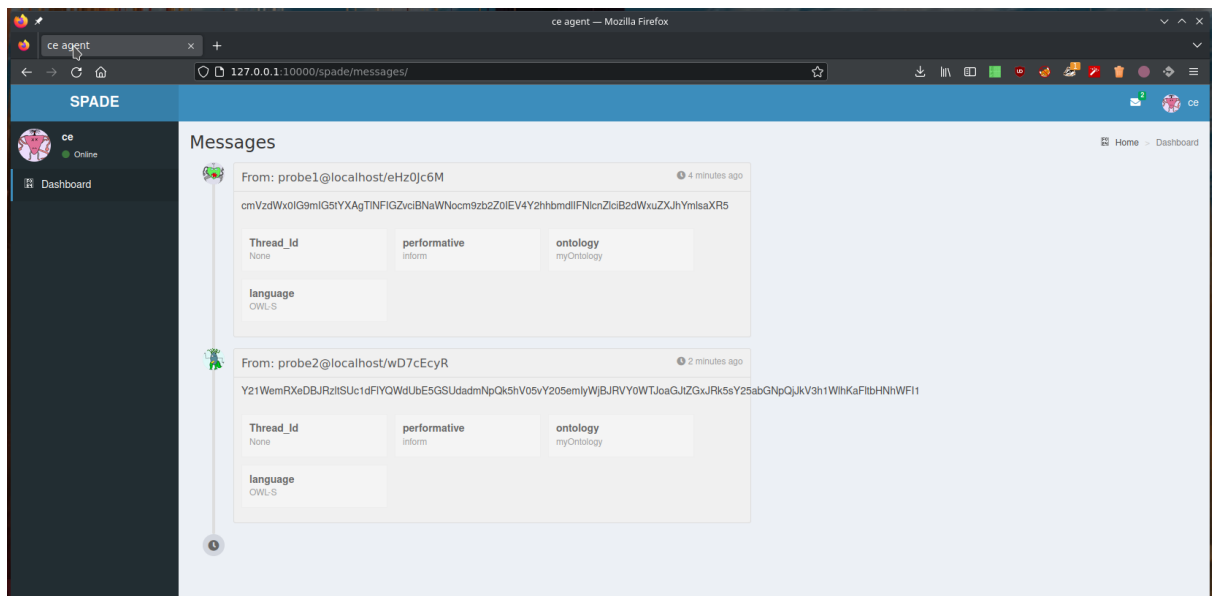 ce agent — Mozilla Firefox
ce agent
127.0.0.1:10000/spade/messages/
SPADE
2
ce
ce
Online
Messages
Home > Dashboard
Dashboard
From: probe1@localhost/eHz0Jc6M
4 minutes ago
cmVzdWx0IG9mIG5tYXAgTlNFIGZvciBNaWNocm9zb2Z0IEV4Y2hhbmdlIFNlcnZlciB2dWxuZXJhYmlsaXR5
Thread_Id
None
performative
inform
ontology
myOntology
language
OWL-S
From: probe2@localhost/wD7cEcyR
2 minutes ago
Thread_Id
None
performative
inform
ontology
myOntology
language
OWL-S